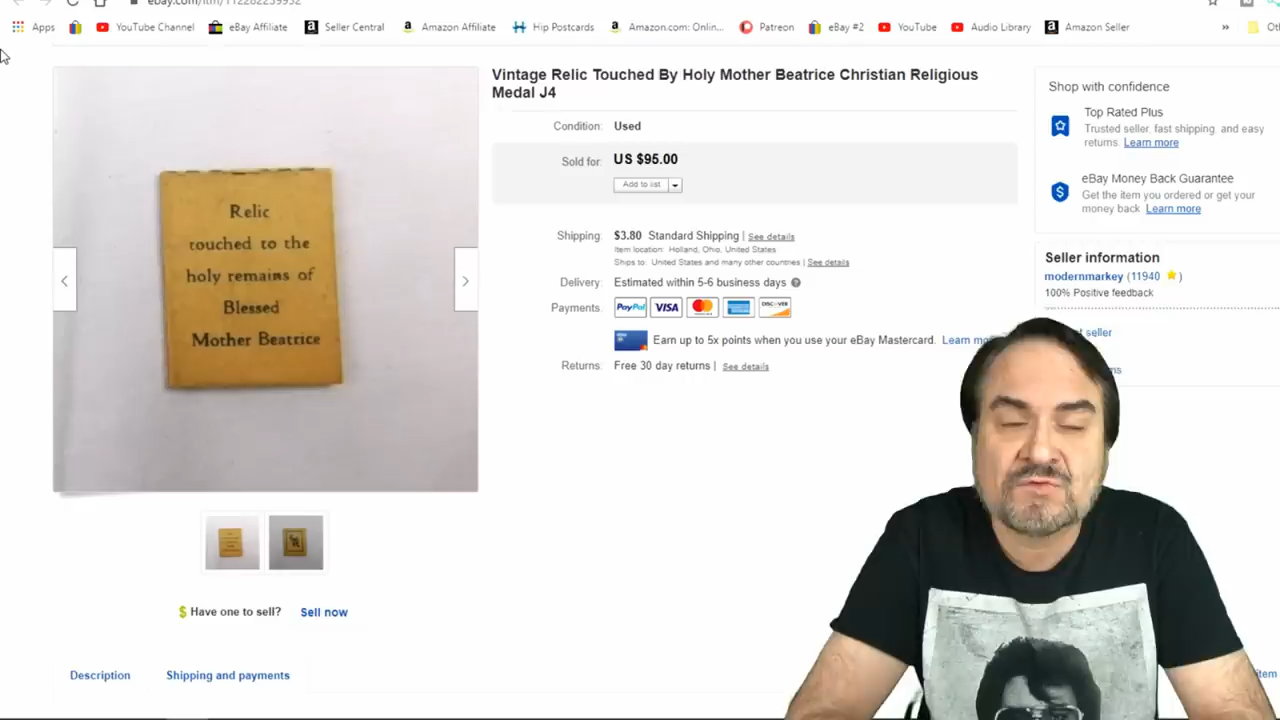 Apps
YouTube Channel
eBay Affiliate
Seller Central
Amazon Affiliate
Hip Postcards
Amazon.com: Onlin...
Patreon
eBay #2
YouTube
Audio Library
Amazon Seller
»
Vintage Relic Touched By Holy Mother Beatrice Christian Religious
Medal J4
Condition: Used
Sold for: US $95.00
Add to list
Shipping: $3.80 Standard Shipping | See details
Item location: Holland, Ohio, United States
Ships to: United States and many other countries | See details
Delivery: Estimated within 5-6 business days
Payments: PayPal VISA DISCOVER
Earn up to 5x points when you use your eBay Mastercard. Learn
Returns: Free 30 day returns | See details
Relic
touched to the
holy remains of
Blessed
Mother Beatrice
$ Have one to sell? Sell now
Description
Shipping and payments
Shop with confidence
Top Rated Plus
Trusted seller, fast shipping, and easy
returns. Learn more
eBay Money Back Guarantee
Get the item you ordered or get your
money back. Learn more
Seller information
modernmarkey (11940 )
100% Positive feedback
seller
item